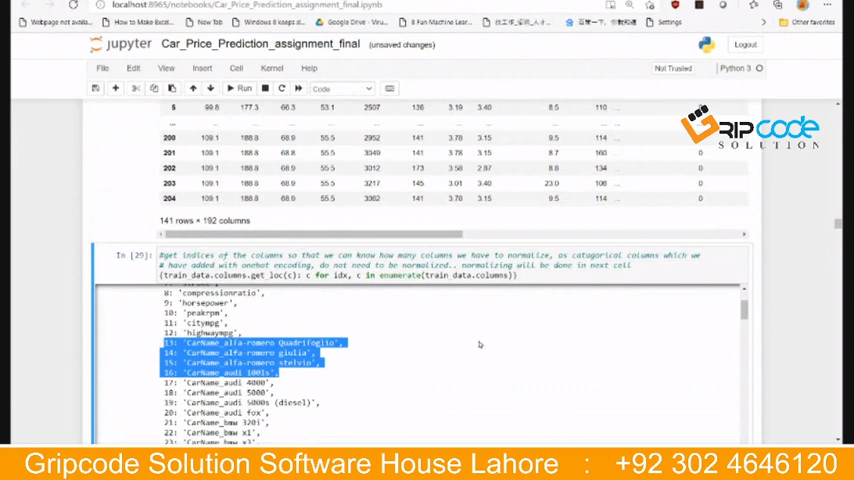 localhost:8965/notebooks/Car_Price_Prediction_assignment_final.ipynb
Webpage not availab
How to Make Excel...
New Tab
Windows 8 keeps sl...
Google Drive - Viru...
8 Fun Machine Lear...
Settings
Other favorites
jupyter Car_Price_Prediction_assignment_final (unsaved changes)
Logout
File Edit View Insert Cell Kernel Help
Not Trusted
Python 3
Run
Code
5 99.8 177.3 66.3 53.1 2507 136 3.19 3.40 8.5 110 ...
... ... ... ... ... ... ... ... ... ... ... ...
200 109.1 188.8 68.9 55.5 2952 141 3.78 3.15 9.5 114 ... 0
201 109.1 188.8 68.8 55.5 3049 141 3.78 3.15 8.7 160 ... 0
202 109.1 188.8 68.9 55.5 3012 173 3.58 2.87 8.8 134 ... 0
203 109.1 188.8 68.9 55.5 3217 145 3.01 3.40 23.0 106 ... 0
204 109.1 188.8 68.9 55.5 3062 141 3.78 3.15 9.5 114 ... 0
GRIPCODE
SOLUTION
141 rows × 192 columns
In [29]:
#get indices of the columns so that we can know how many columns we have to normalize, as catagorical columns which we
# have added with onehot encoding, do not need to be normalized.. normalizing will be done in next cell
{train_data.columns.get_loc(c): c for idx, c in enumerate(train_data.columns)}
8: 'compressionratio',
9: 'horsepower',
10: 'peakrpm',
11: 'citympg',
12: 'highwaympg',
13: 'CarName_alfa-romero Quadrifoglio',
14: 'CarName_alfa-romero giulia',
15: 'CarName_alfa-romero stelvio',
16: 'CarName_audi 100ls',
17: 'CarName_audi 4000',
18: 'CarName_audi 5000',
19: 'CarName_audi 5000s (diesel)',
20: 'CarName_audi fox',
21: 'CarName_bmw 320i',
22: 'CarName_bmw x1',
23: 'CarName_bmw x3',
Gripcode Solution Software House Lahore : +92 302 4646120